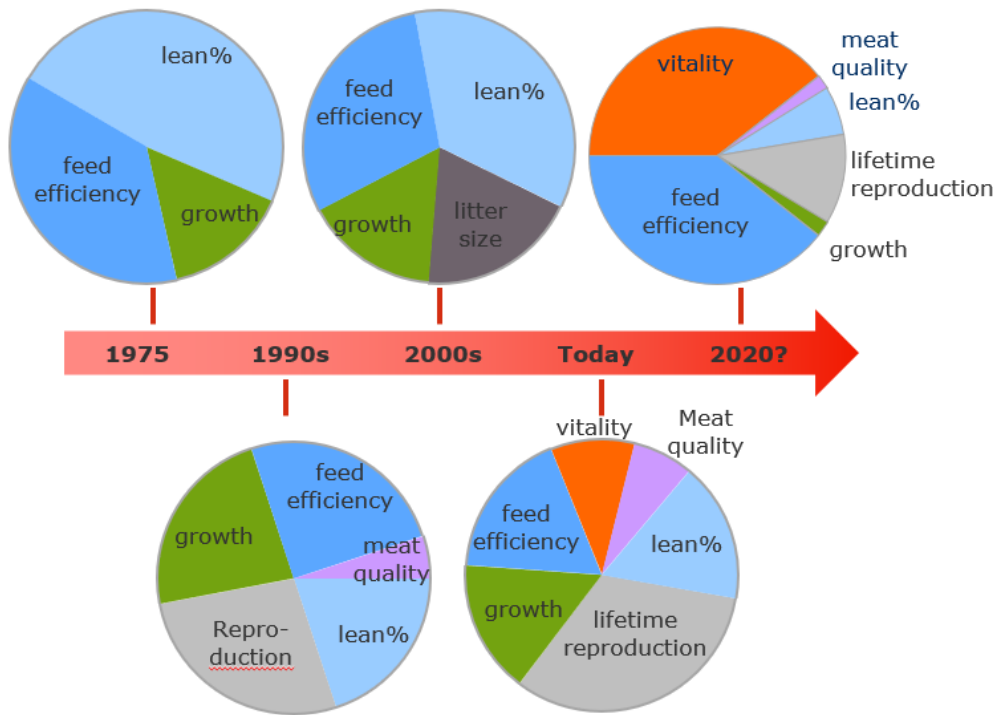 lean%
feed
efficiency
growth
feed
efficiency
lean%
growth
litter
size
vitality
meat
quality
lean%
lifetime
reproduction
feed
efficiency
growth
1975
1990s
2000s
Today
2020?
feed
efficiency
growth
meat
quality
Repro-
duction
lean%
vitality
Meat
quality
feed
efficiency
lean%
growth
lifetime
reproduction